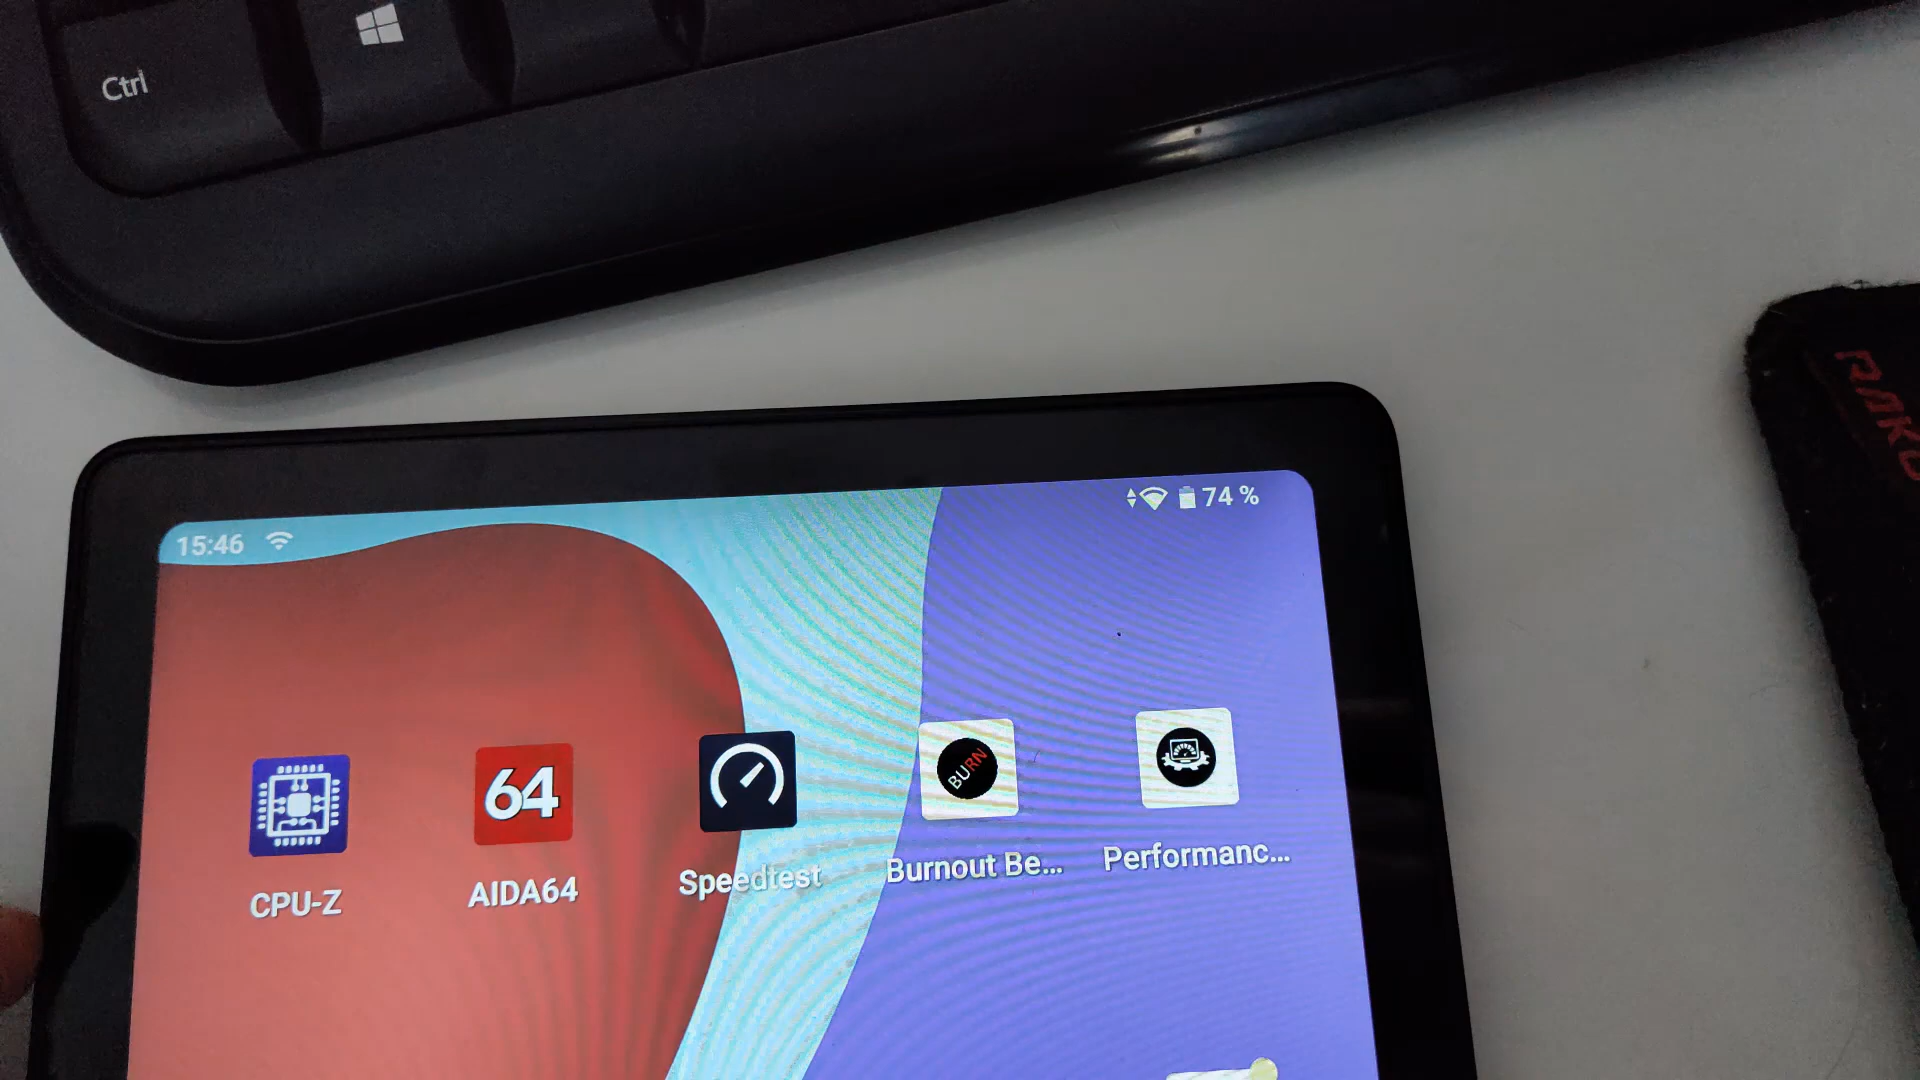 Ctrl
15:46
74 %
64
BURN
CPU-Z
AIDA64
Speedtest
Burnout Be...
Performanc...